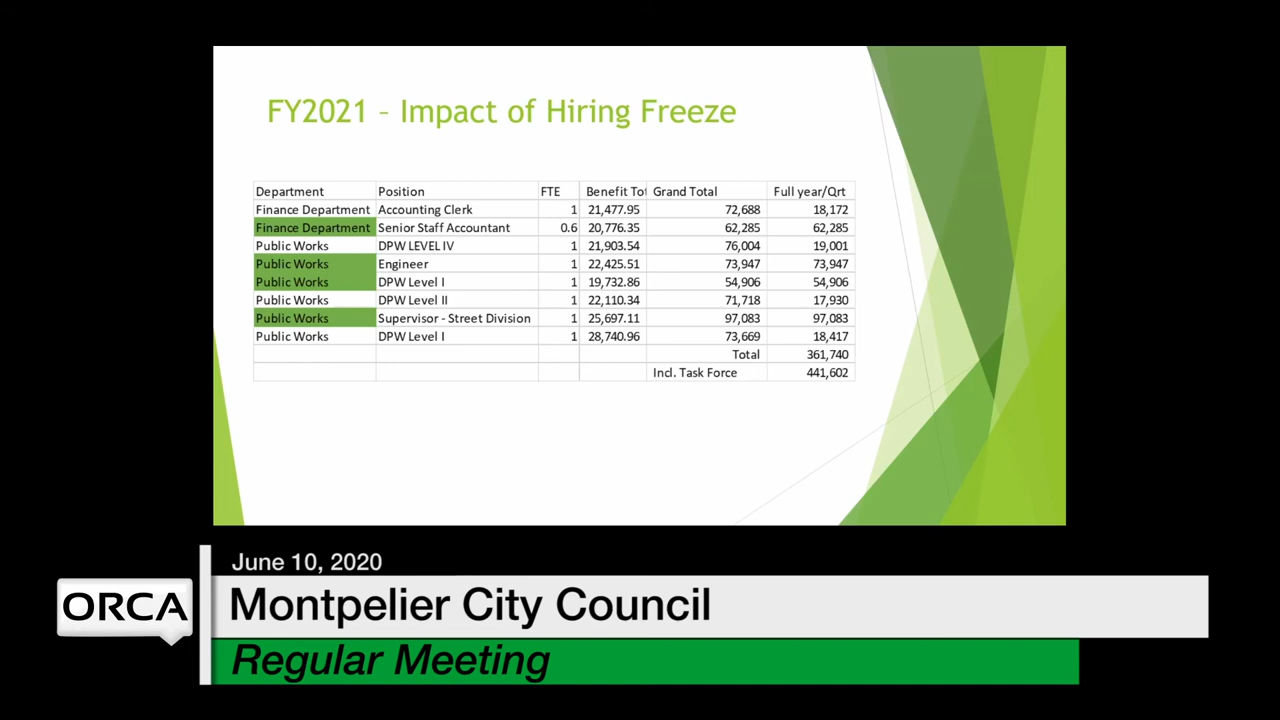 FY2021 – Impact of Hiring Freeze
Department Position FTE Benefit Tot Grand Total Full year/Qrt
Finance Department Accounting Clerk 1 21,477.95 72,688 18,172
Finance Department Senior Staff Accountant 0.6 20,776.35 62,285 62,285
Public Works DPW LEVEL IV 1 21,903.54 76,004 19,001
Public Works Engineer 1 22,425.51 73,947 73,947
Public Works DPW Level I 1 19,732.86 54,906 54,906
Public Works DPW Level II 1 22,110.34 71,718 17,930
Public Works Supervisor - Street Division 1 25,697.11 97,083 97,083
Public Works DPW Level I 1 28,740.96 73,669 18,417
Total 361,740
Incl. Task Force 441,602
June 10, 2020
ORCA
Montpelier City Council
Regular Meeting